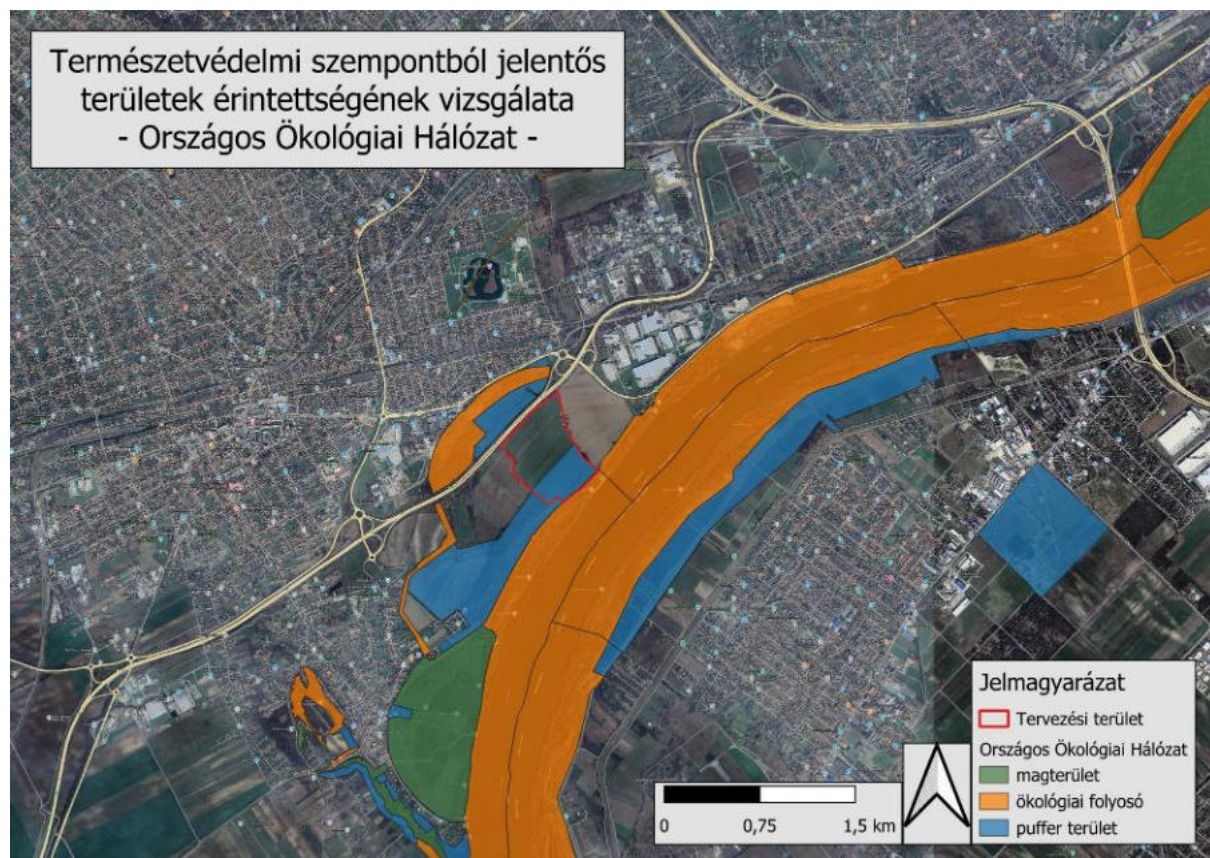 Természetvédelmi szempontból jelentős
területek érintettségének vizsgálata
- Országos Ökológiai Hálózat -
Jelmagyarázat
Tervezési terület
Országos Ökológiai Hálózat
magterület
ökológiai folyosó
puffer terület
0 0,75 1,5 km